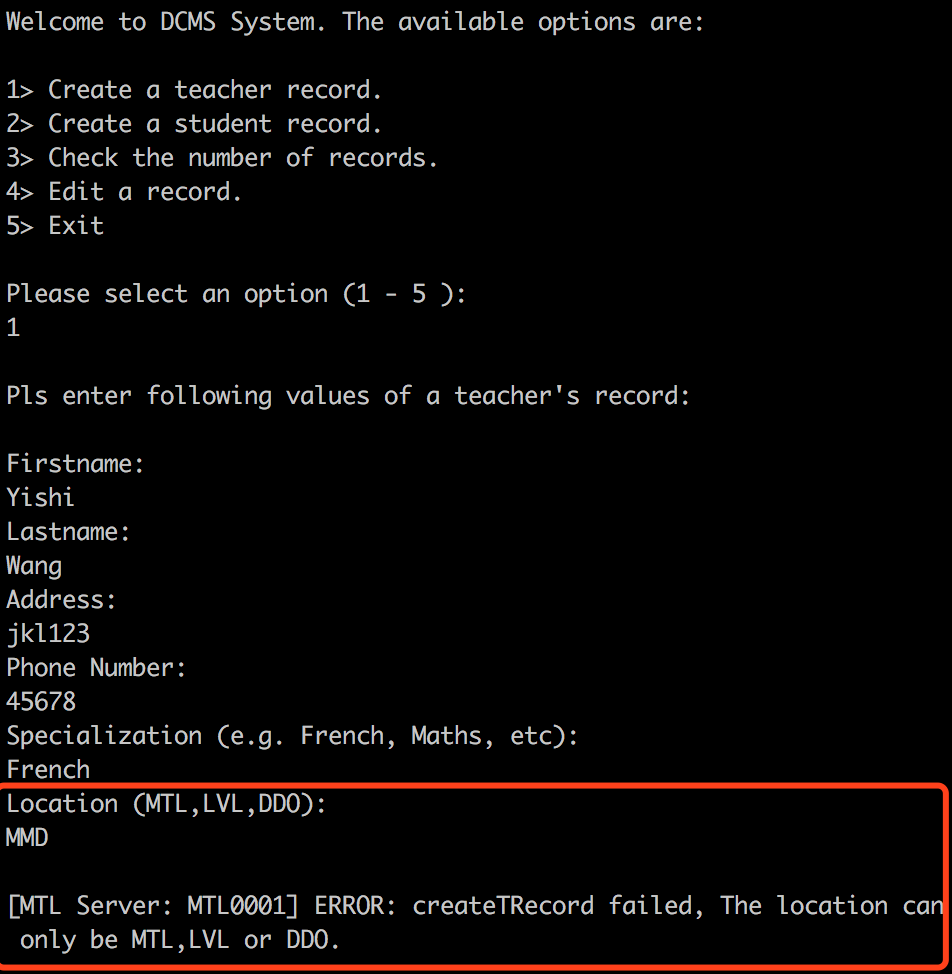 Welcome to DCMS System. The available options are:
1> Create a teacher record.
2> Create a student record.
3> Check the number of records.
4> Edit a record.
5> Exit
Please select an option (1 - 5 ):
1
Pls enter following values of a teacher's record:
Firstname:
Yishi
Lastname:
Wang
Address:
jkl123
Phone Number:
45678
Specialization (e.g. French, Maths, etc):
French
Location (MTL,LVL,DDO):
MMD
[MTL Server: MTL0001] ERROR: createTRecord failed, The location can
only be MTL,LVL or DDO.